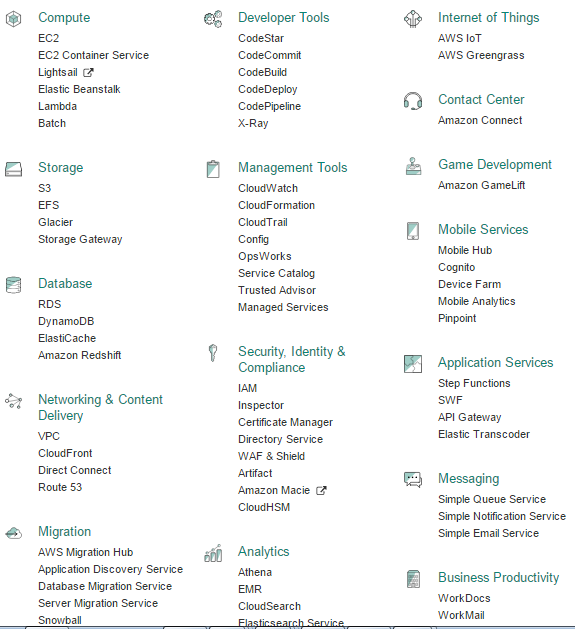 Compute
EC2
EC2 Container Service
Lightsail
Elastic Beanstalk
Lambda
Batch
Storage
S3
EFS
Glacier
Storage Gateway
Database
RDS
DynamoDB
ElastiCache
Amazon Redshift
Networking & Content
Delivery
VPC
CloudFront
Direct Connect
Route 53
Migration
AWS Migration Hub
Application Discovery Service
Database Migration Service
Server Migration Service
Snowball
Developer Tools
CodeStar
CodeCommit
CodeBuild
CodeDeploy
CodePipeline
X-Ray
Management Tools
CloudWatch
CloudFormation
CloudTrail
Config
OpsWorks
Service Catalog
Trusted Advisor
Managed Services
Security, Identity &
Compliance
IAM
Inspector
Certificate Manager
Directory Service
WAF & Shield
Artifact
Amazon Macie
CloudHSM
Analytics
Athena
EMR
CloudSearch
Elasticsearch Service
Internet of Things
AWS IoT
AWS Greengrass
Contact Center
Amazon Connect
Game Development
Amazon GameLift
Mobile Services
Mobile Hub
Cognito
Device Farm
Mobile Analytics
Pinpoint
Application Services
Step Functions
SWF
API Gateway
Elastic Transcoder
Messaging
Simple Queue Service
Simple Notification Service
Simple Email Service
Business Productivity
WorkDocs
WorkMail